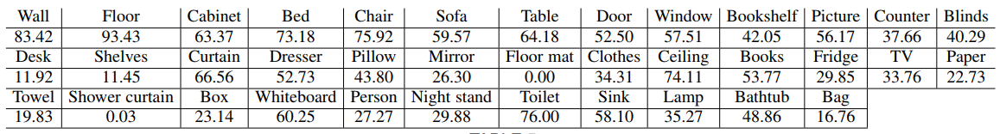 Wall Floor Cabinet Bed Chair Sofa Table Door Window Bookshelf Picture Counter Blinds
83.42 93.43 63.37 73.18 75.92 59.57 64.18 52.50 57.51 42.05 56.17 37.66 40.29
Desk Shelves Curtain Dresser Pillow Mirror Floor mat Clothes Ceiling Books Fridge TV Paper
11.92 11.45 66.56 52.73 43.80 26.30 0.00 34.31 74.11 53.77 29.85 33.76 22.73
Towel Shower curtain Box Whiteboard Person Night stand Toilet Sink Lamp Bathtub Bag
19.83 0.03 23.14 60.25 27.27 29.88 76.00 58.10 35.27 48.86 16.76